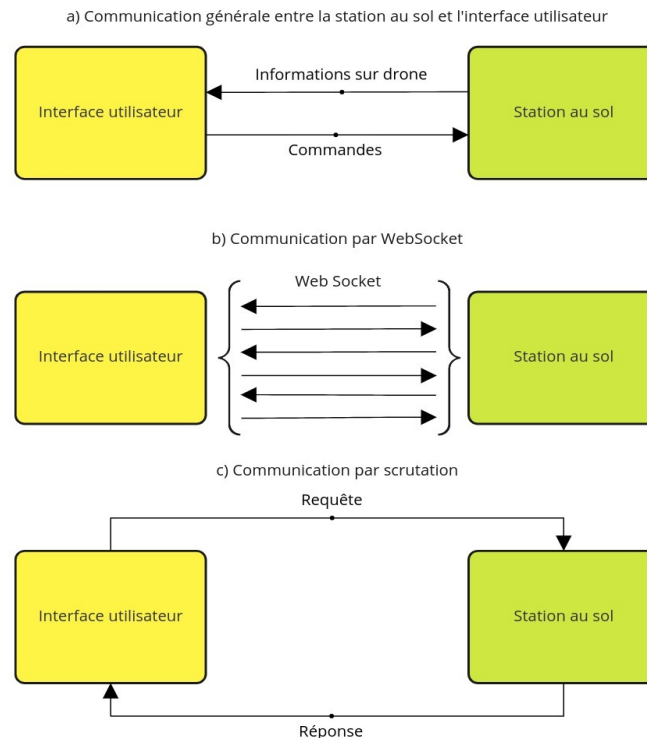 a) Communication générale entre la station au sol et l'interface utilisateur
Informations sur drone
Interface utilisateur
Station au sol
Commandes
b) Communication par WebSocket
Web Socket
Interface utilisateur
Station au sol
c) Communication par scrutation
Requête
Interface utilisateur
Station au sol
Réponse